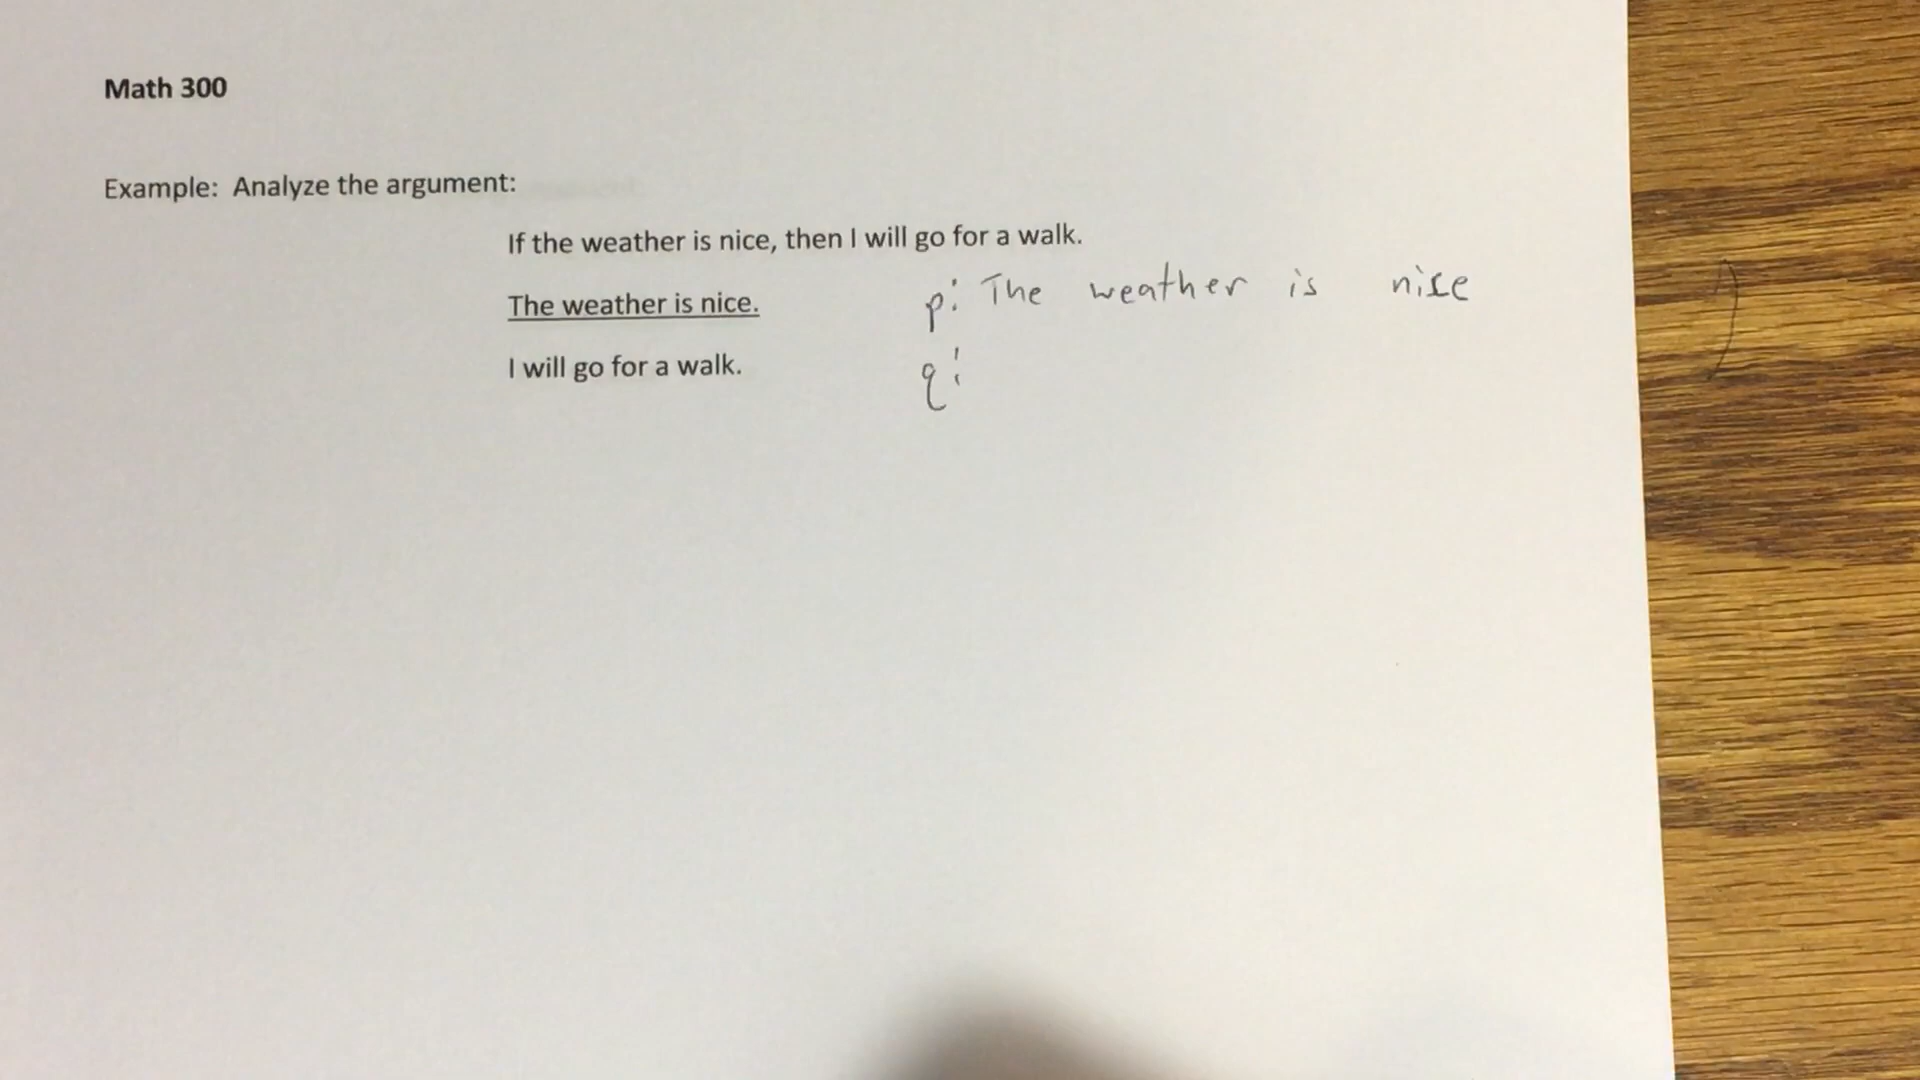 Math 300
Example: Analyze the argument:
If the weather is nice, then I will go for a walk.
The weather is nice.
p: The weather is nice
I will go for a walk.
q: